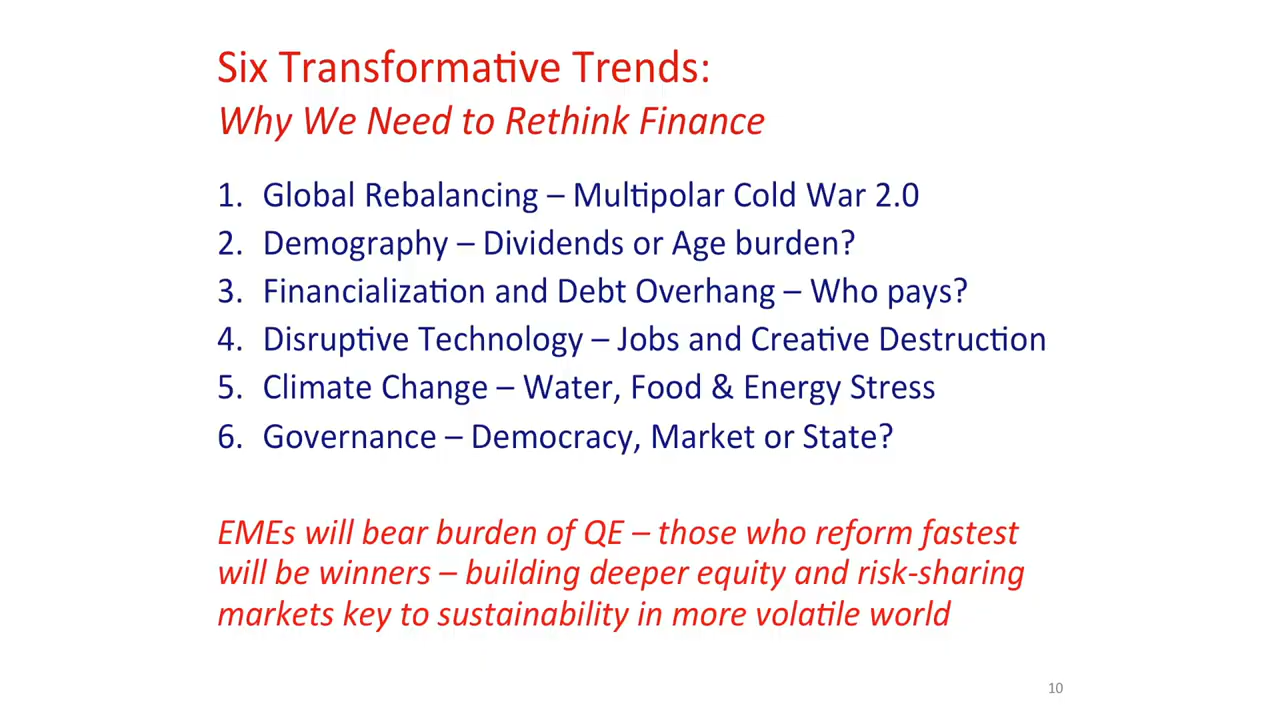 Six Transformative Trends:
Why We Need to Rethink Finance
1. Global Rebalancing – Multipolar Cold War 2.0
2. Demography – Dividends or Age burden?
3. Financialization and Debt Overhang – Who pays?
4. Disruptive Technology – Jobs and Creative Destruction
5. Climate Change – Water, Food & Energy Stress
6. Governance – Democracy, Market or State?
EMEs will bear burden of QE – those who reform fastest
will be winners – building deeper equity and risk-sharing
markets key to sustainability in more volatile world
10